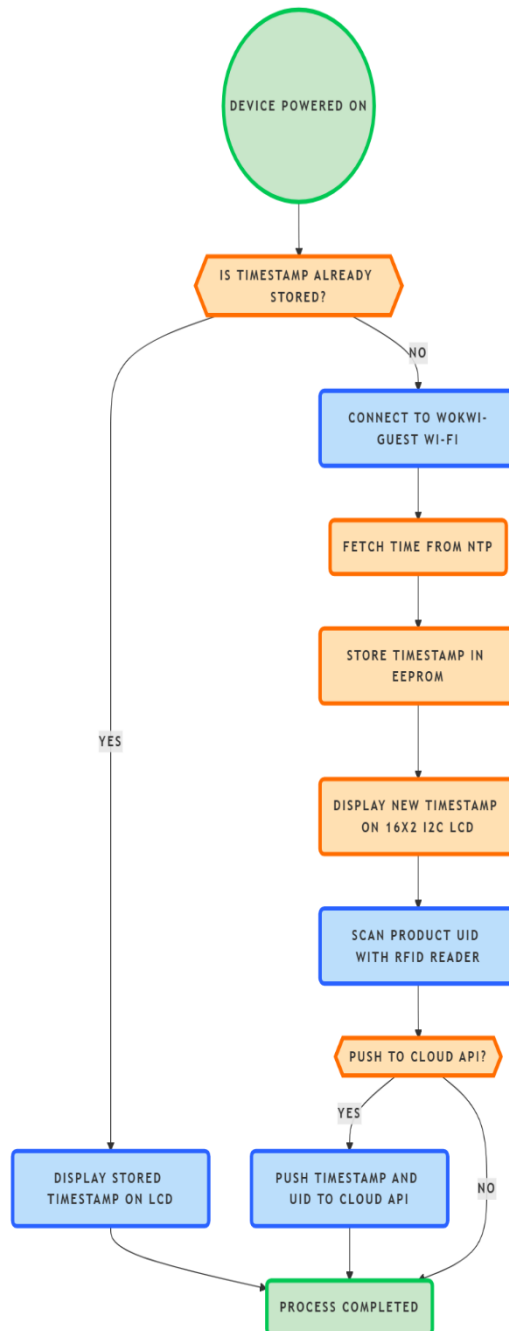 DEVICE POWERED ON
IS TIMESTAMP ALREADY
STORED?
NO
CONNECT TO WOKWI-
GUEST WI-FI
FETCH TIME FROM NTP
STORE TIMESTAMP IN
EEPROM
YES
DISPLAY NEW TIMESTAMP
ON 16X2 I2C LCD
SCAN PRODUCT UID
WITH RFID READER
PUSH TO CLOUD API?
YES
NO
DISPLAY STORED
TIMESTAMP ON LCD
PUSH TIMESTAMP AND
UID TO CLOUD API
PROCESS COMPLETED